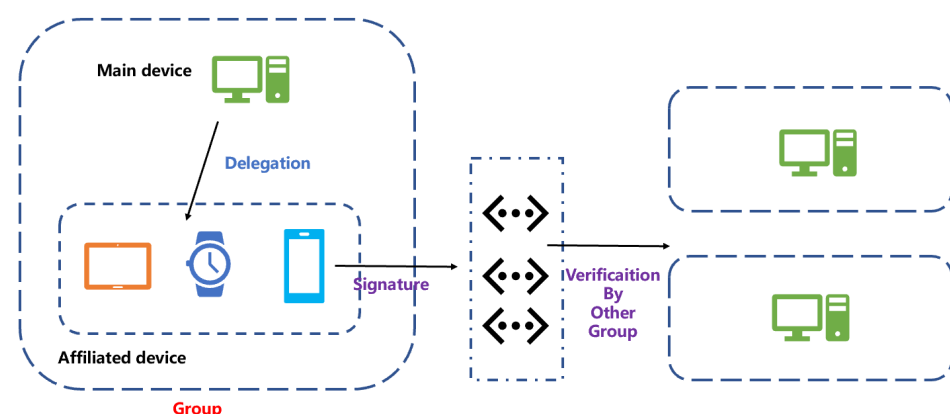 Main device
Delegation
Signature
Affiliated device
Group
Verificaition
By
Other
Group